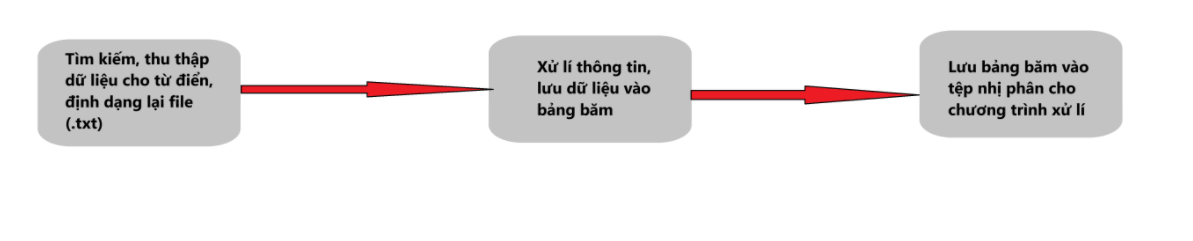 Tìm kiếm, thu thập
dữ liệu cho từ điển,
định dạng lại file
(.txt)
Xử lí thông tin,
lưu dữ liệu vào
bảng băm
Lưu bảng băm vào
tệp nhị phân cho
chương trình xử lí